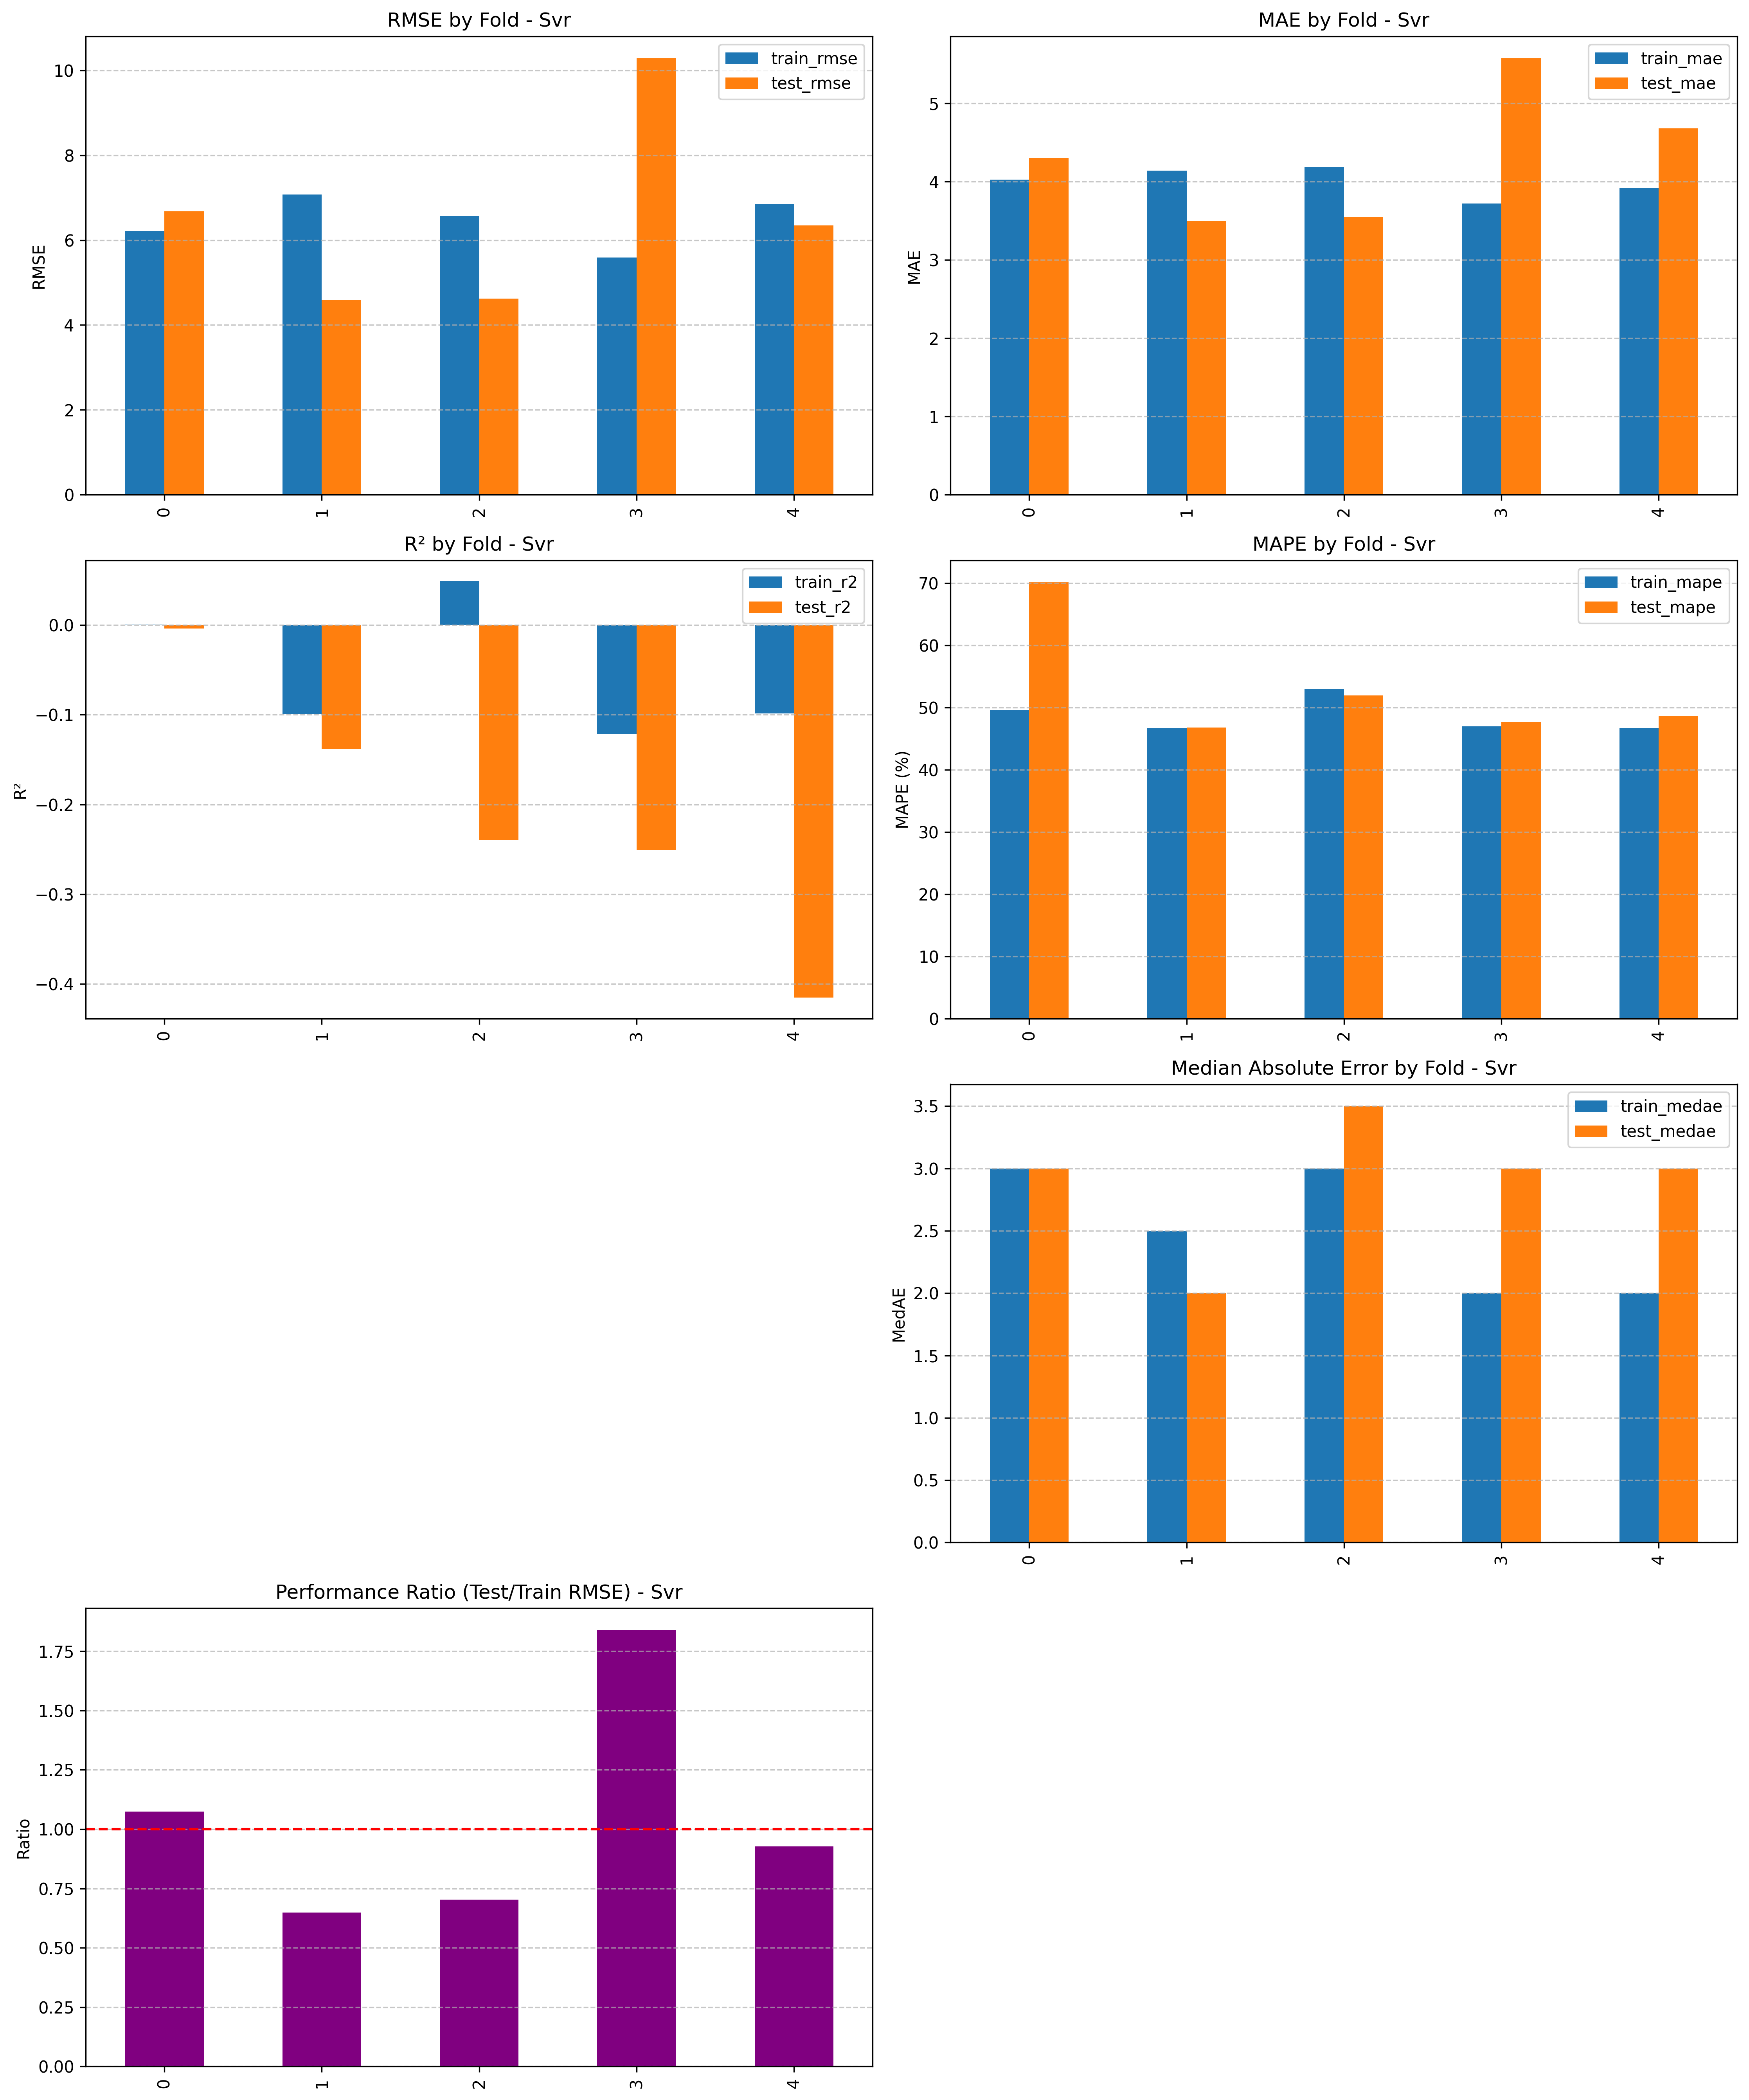 RMSE by Fold - Svr
RMSE
10
8
6
4
2
0
train_rmse
test_rmse
0 1 2 3 4
MAE by Fold - Svr
MAE
5
4
3
2
1
0
train_mae
test_mae
0 1 2 3 4
R² by Fold - Svr
R²
0.0
−0.1
−0.2
−0.3
−0.4
train_r2
test_r2
0 1 2 3 4
MAPE by Fold - Svr
MAPE (%)
70
60
50
40
30
20
10
0
train_mape
test_mape
0 1 2 3 4
Median Absolute Error by Fold - Svr
MedAE
3.5
3.0
2.5
2.0
1.5
1.0
0.5
0.0
train_medae
test_medae
0 1 2 3 4
Performance Ratio (Test/Train RMSE) - Svr
Ratio
1.75
1.50
1.25
1.00
0.75
0.50
0.25
0.00
0 1 2 3 4